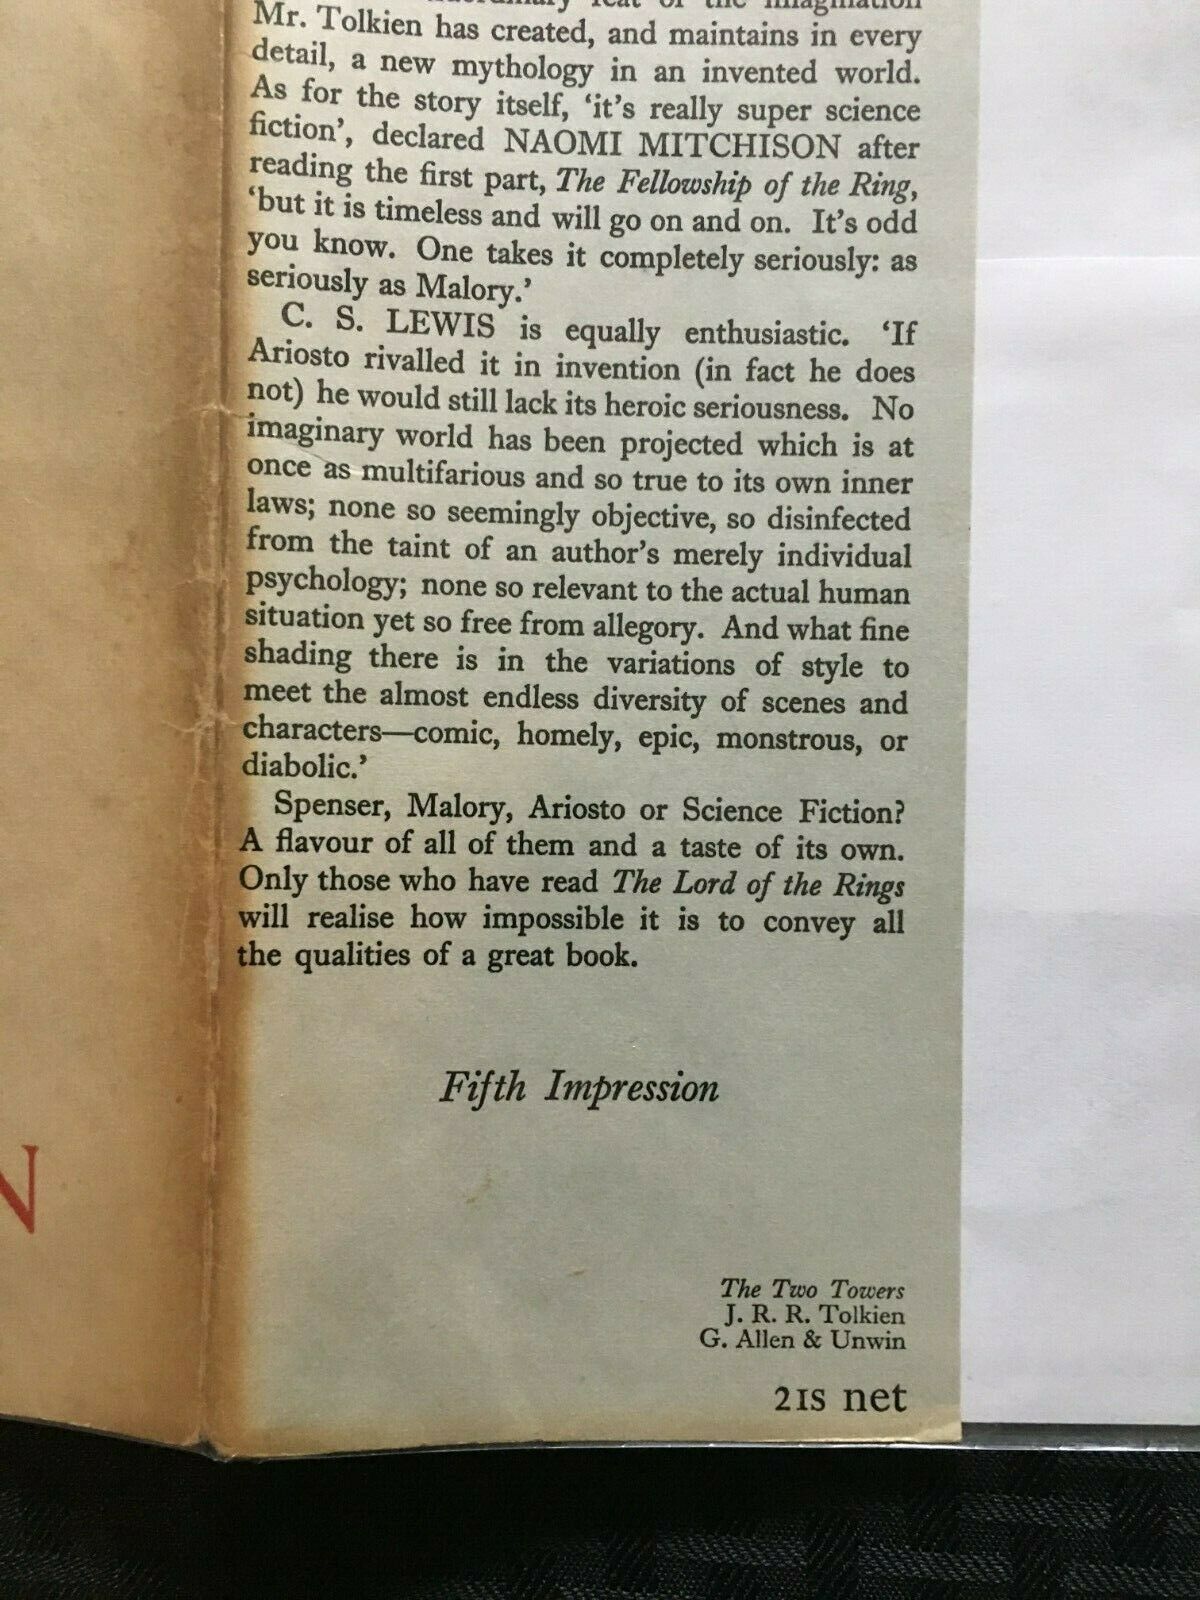 feat of the imagination
Mr. Tolkien has created, and maintains in every
detail, a new mythology in an invented world.
As for the story itself, ‘it’s really super science
fiction’, declared NAOMI MITCHISON after
reading the first part, The Fellowship of the Ring,
‘but it is timeless and will go on and on. It’s odd
you know. One takes it completely seriously: as
seriously as Malory.’
C. S. LEWIS is equally enthusiastic. ‘If
Ariosto rivalled it in invention (in fact he does
not) he would still lack its heroic seriousness. No
imaginary world has been projected which is at
once as multifarious and so true to its own inner
laws; none so seemingly objective, so disinfected
from the taint of an author’s merely individual
psychology; none so relevant to the actual human
situation yet so free from allegory. And what fine
shading there is in the variations of style to
meet the almost endless diversity of scenes and
characters—comic, homely, epic, monstrous, or
diabolic.’
Spenser, Malory, Ariosto or Science Fiction?
A flavour of all of them and a taste of its own.
Only those who have read The Lord of the Rings
will realise how impossible it is to convey all
the qualities of a great book.
Fifth Impression
N
The Two Towers
J. R. R. Tolkien
G. Allen & Unwin
21s net